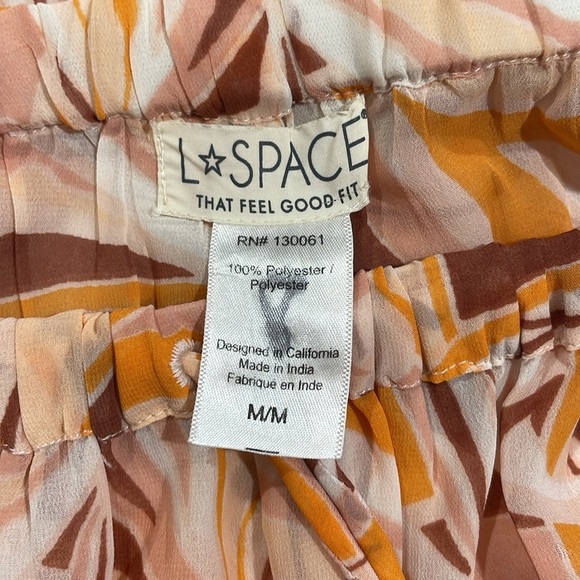 L☆SPACE®
THAT FEEL GOOD FIT
RN# 130061
100% Polyester /
Polyester
Designed in California
Made in India
Fabriqué en Inde
M/M